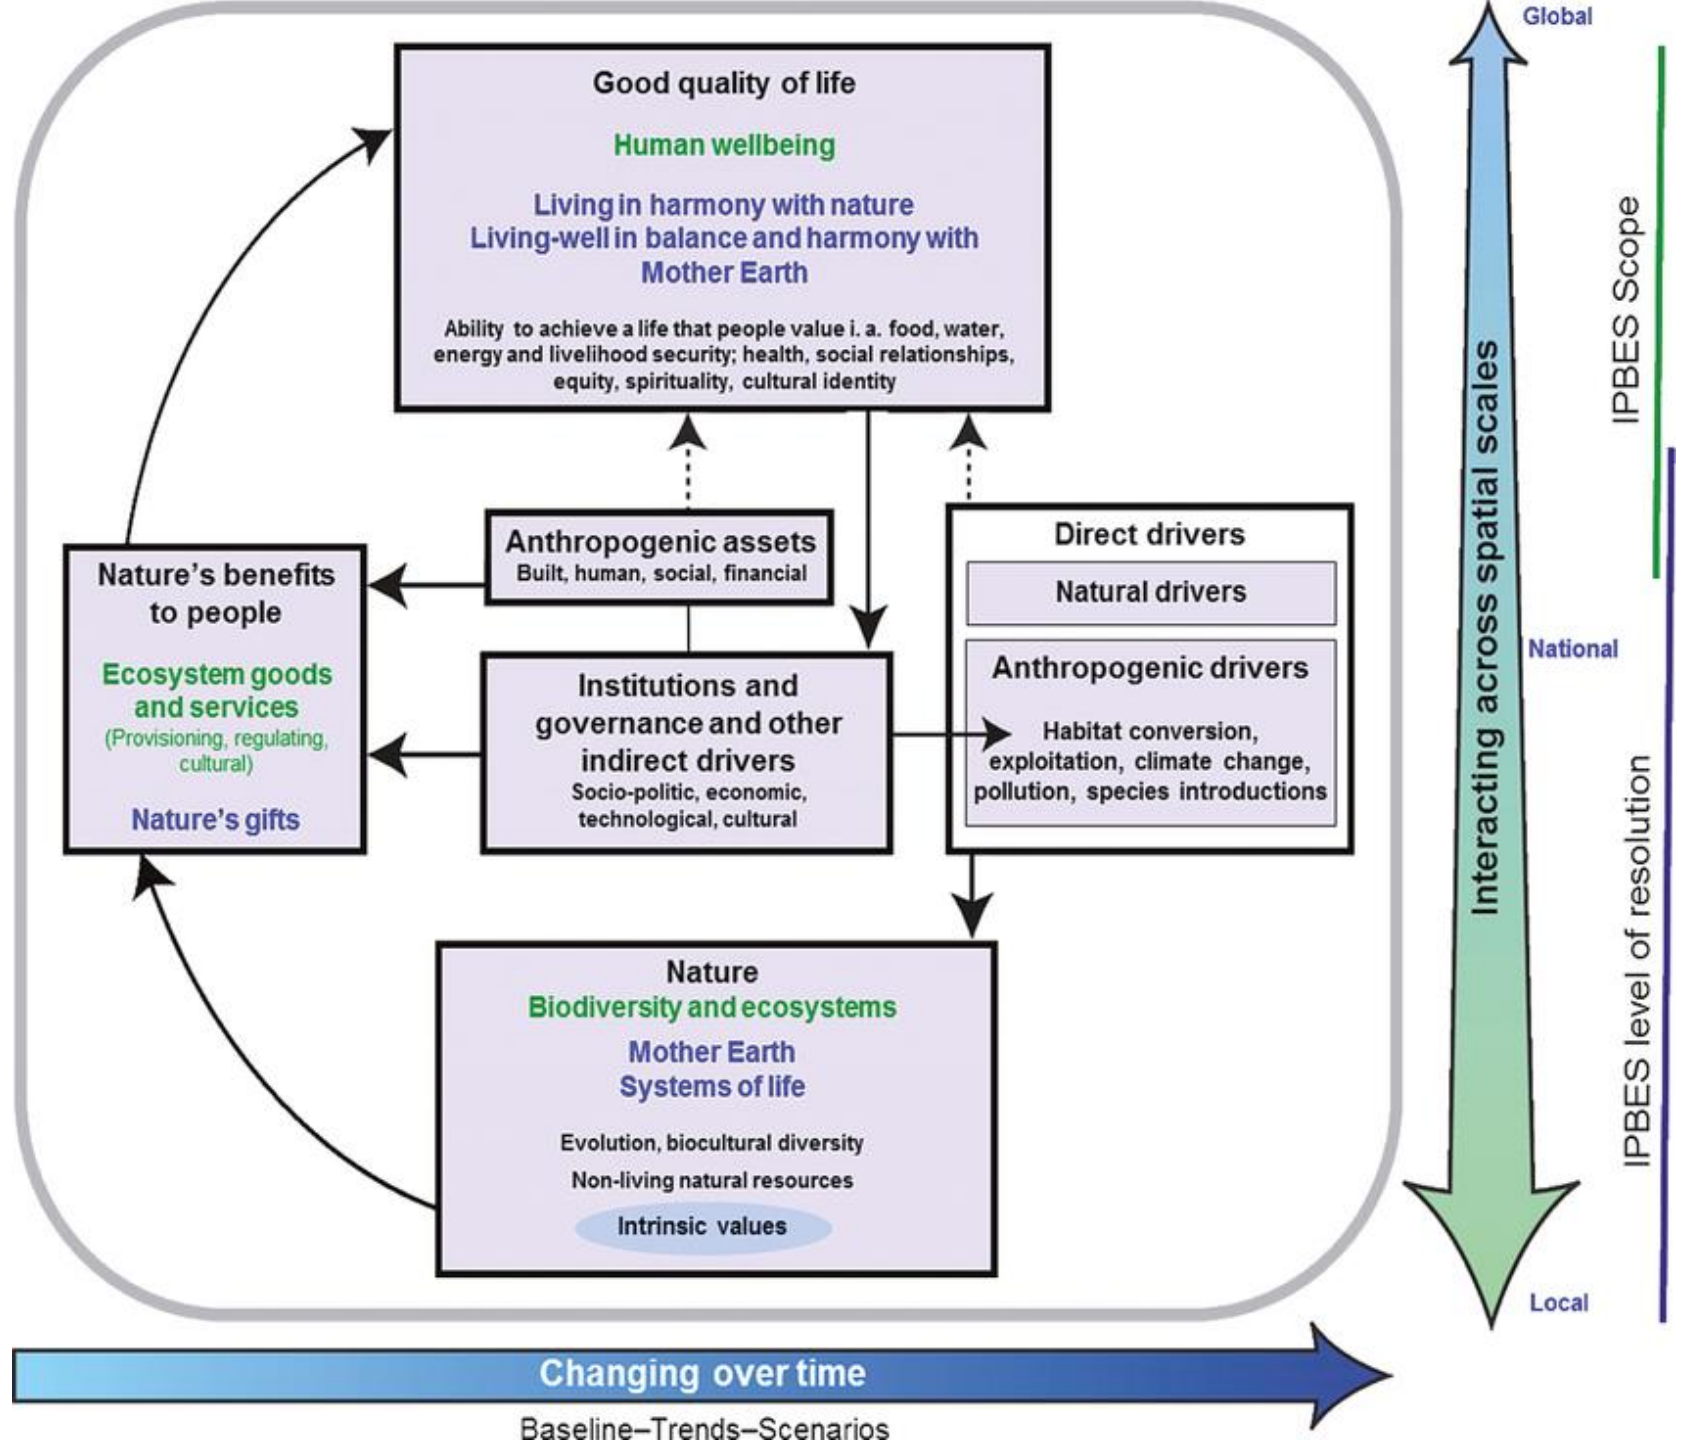 Good quality of life
Human wellbeing
Living in harmony with nature
Living-well in balance and harmony with
Mother Earth
Ability to achieve a life that people value i. a. food, water,
energy and livelihood security; health, social relationships,
equity, spirituality, cultural identity
Anthropogenic assets
Built, human, social, financial
Nature's benefits
to people
Ecosystem goods
and services
(Provisioning, regulating,
cultural)
Nature's gifts
Institutions and
governance and other
indirect drivers
Socio-politic, economic,
technological, cultural
Direct drivers
Natural drivers
Anthropogenic drivers
Habitat conversion,
exploitation, climate change,
pollution, species introductions
Nature
Biodiversity and ecosystems
Mother Earth
Systems of life
Evolution, biocultural diversity
Non-living natural resources
Intrinsic values
Changing over time
Baseline–Trends–Scenarios
Global
Interacting across spatial scales
National
Local
IPBES Scope
IPBES level of resolution